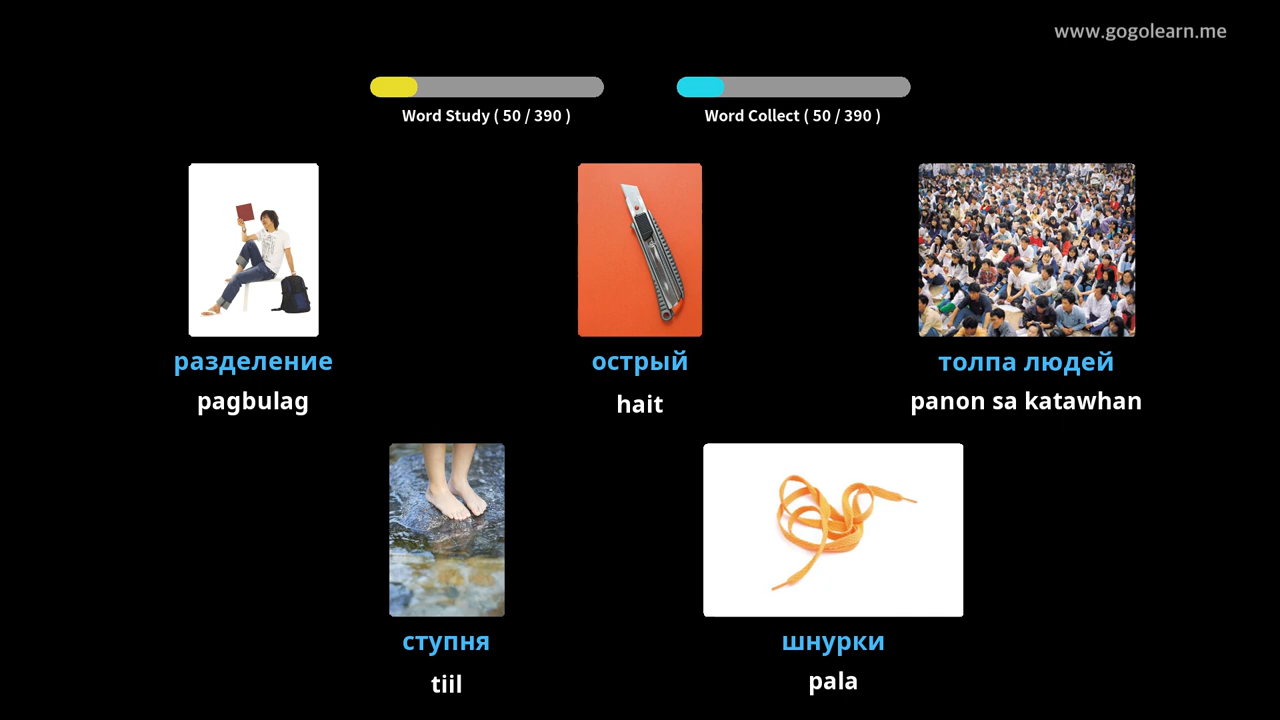 www.gogolearn.me
Word Study ( 50 / 390 )
Word Collect ( 50 / 390 )
разделение
pagbulag
острый
hait
толпа людей
panon sa katawhan
ступня
tiil
шнурки
pala